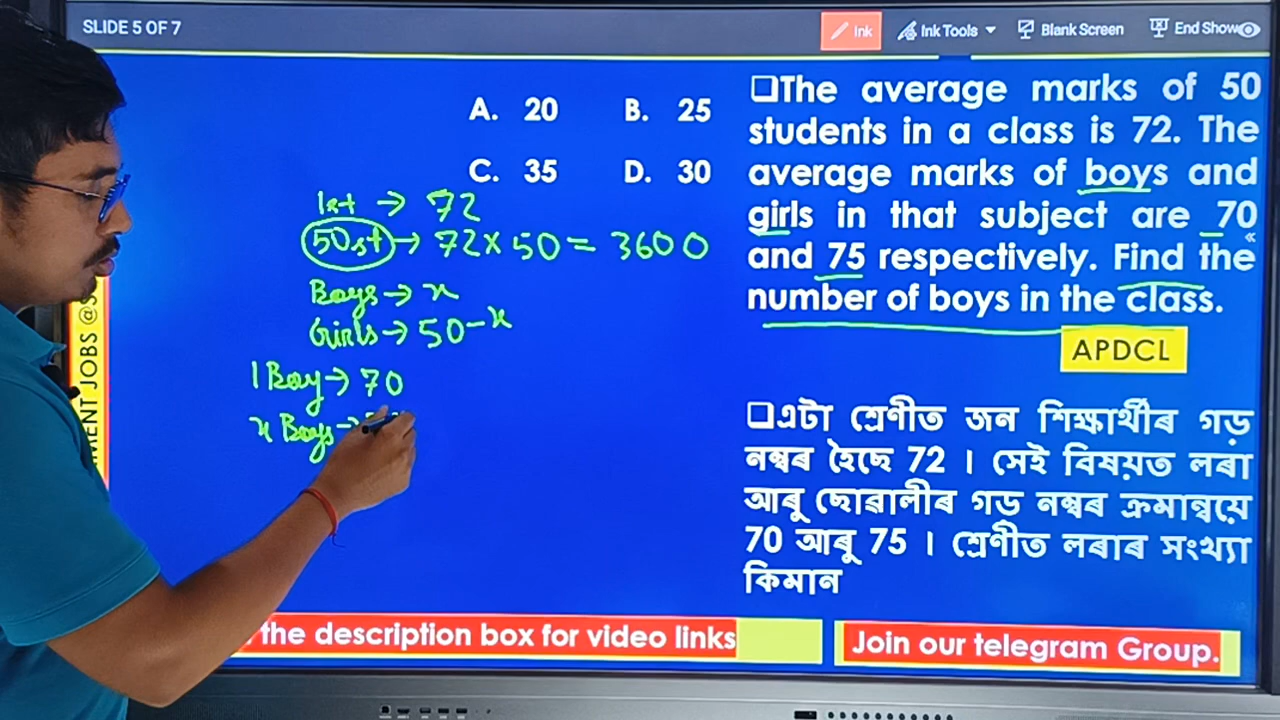 SLIDE 5 OF 7
Ink
Ink Tools
Blank Screen
End Show
A. 20 B. 25
C. 35 D. 30
1st → 72
50st → 72×50 = 3600
Boys → x
Girls → 50-x
1 Boy → 70
x Boys →
❑The average marks of 50
students in a class is 72. The
average marks of boys and
girls in that subject are 70
and 75 respectively. Find the
number of boys in the class.
APDCL
❑এটা শ্ৰেণীত জন শিক্ষাৰ্থীৰ গড়
নম্বৰ হৈছে 72 । সেই বিষয়ত লৰা
আৰু ছোৱালীৰ গড় নম্বৰ ক্ৰমান্বয়ে
70 আৰু 75 । শ্ৰেণীত লৰাৰ সংখ্যা
কিমান
JOBS
the description box for video links
Join our telegram Group.